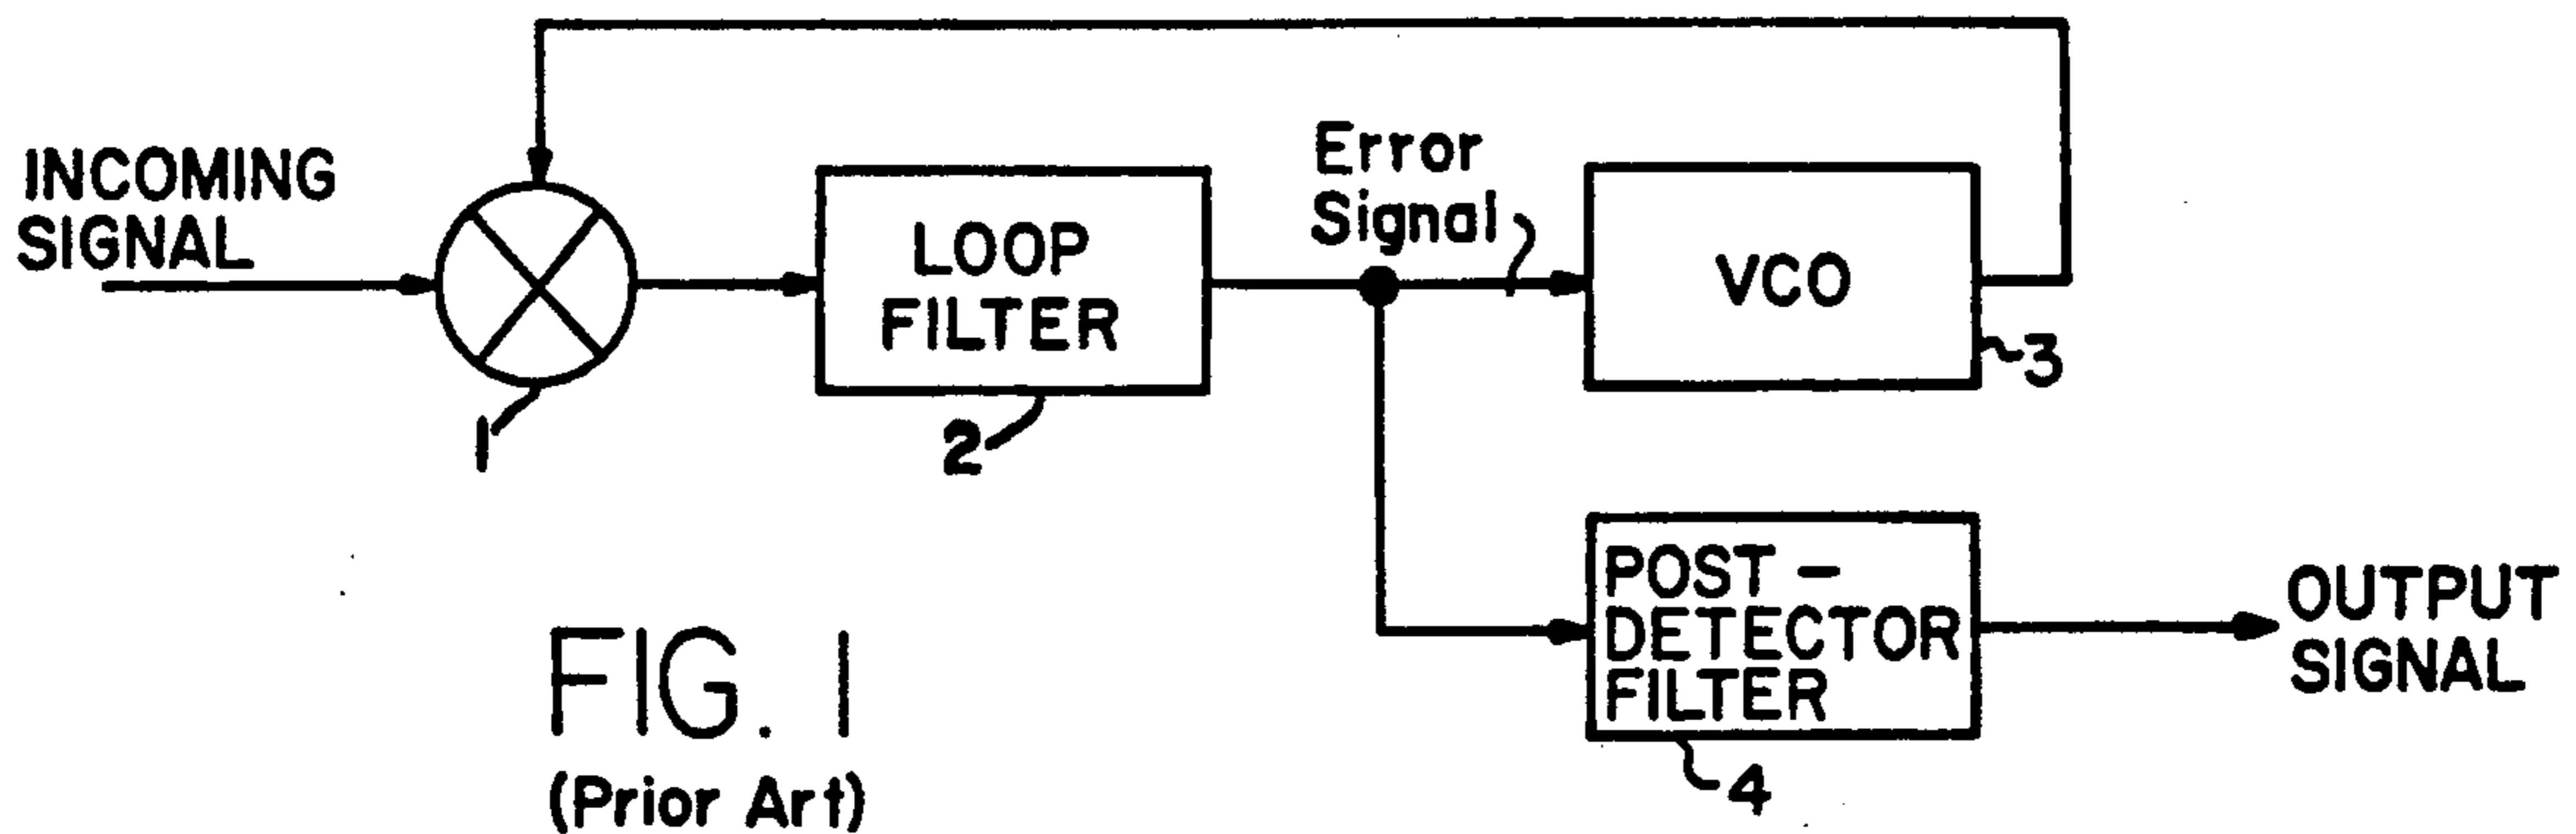 INCOMING
SIGNAL
LOOP
FILTER
Error
Signal
VCO
1
2
3
POST -
DETECTOR
FILTER
OUTPUT
SIGNAL
4
FIG. 1
(Prior Art)